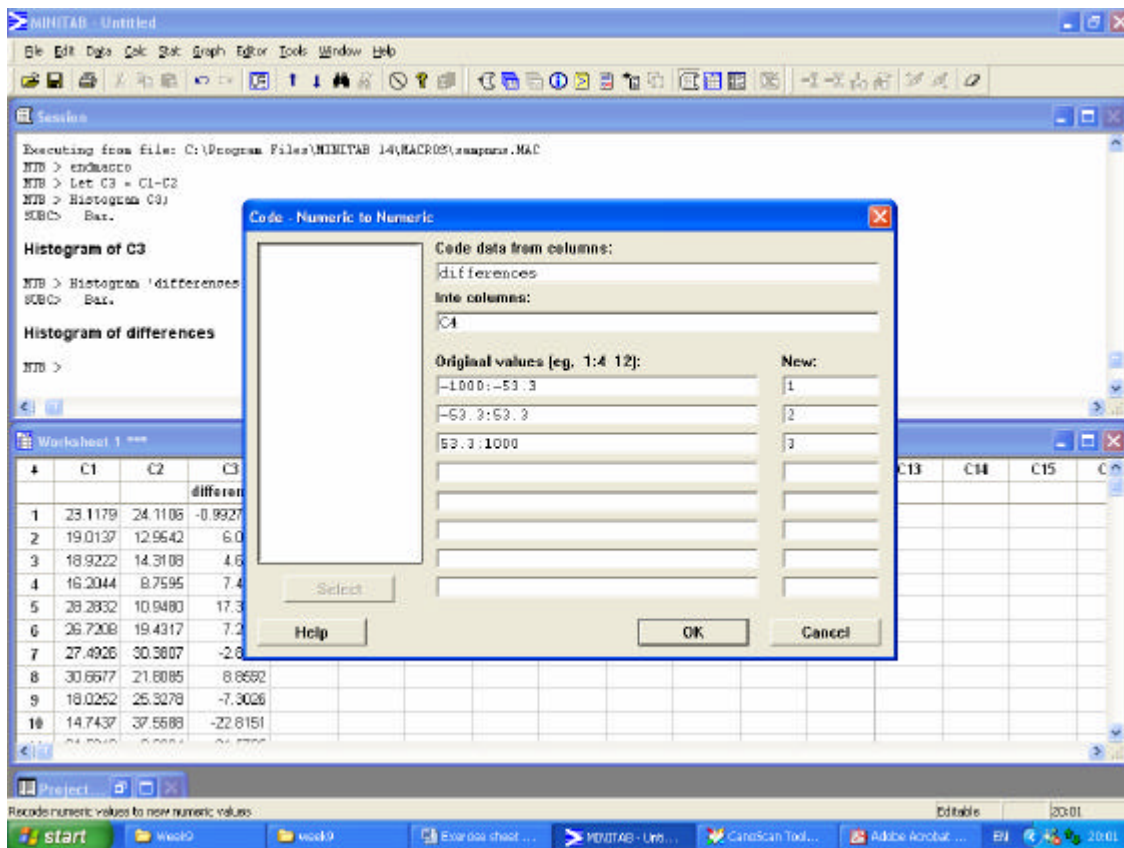 MINITAB - Untitled
File Edit Data Calc Stat Graph Editor Tools Window Help
Session
Executing from file: C:\Program Files\MINITAB 14\MACROS\
MTB > endmacro
MTB > Let C3 = C1-C2
MTB > Histogram C3;
SUBC> Bar.
Histogram of C3
MTB > Histogram 'differences
SUBC> Bar.
Histogram of differences
MTB >
Code - Numeric to Numeric
Code data from columns:
differences
Into columns:
C4
Original values (eg, 1:4 12): New:
-1000:-53.3 1
-53.3:53.3 2
53.3:1000 3
Select
Help OK Cancel
Worksheet 1 ***
C1 C2 C3 C13 C14 C15 C
differen
1 23.1179 24.1106 -0.9927
2 19.0137 12.9542 6.0
3 18.9222 14.3108 4.6
4 16.2044 8.7595 7.4
5 28.2832 10.9480 17.3
6 26.7208 19.4317 7.2
7 27.4926 30.3807 -2.8
8 30.6677 21.8085 8.8592
9 18.0252 25.3278 -7.3026
10 14.7437 37.5588 -22.8151
Project...
Recode numeric values to new numeric values Editable 20:01
start Week9 week9 Exercise sheet ... MINITAB - Unti... CanoScan Tool... Adobe Acrobat ... EN 20:01